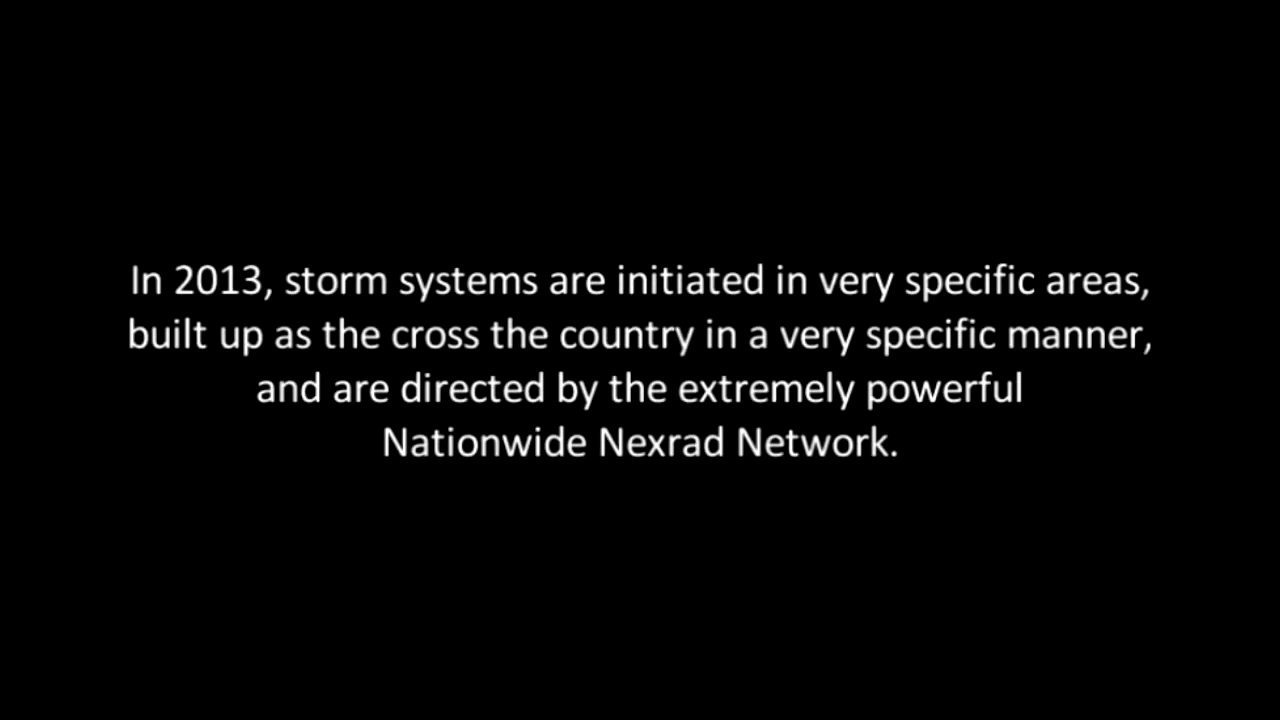 In 2013, storm systems are initiated in very specific areas,
built up as the cross the country in a very specific manner,
and are directed by the extremely powerful
Nationwide Nexrad Network.